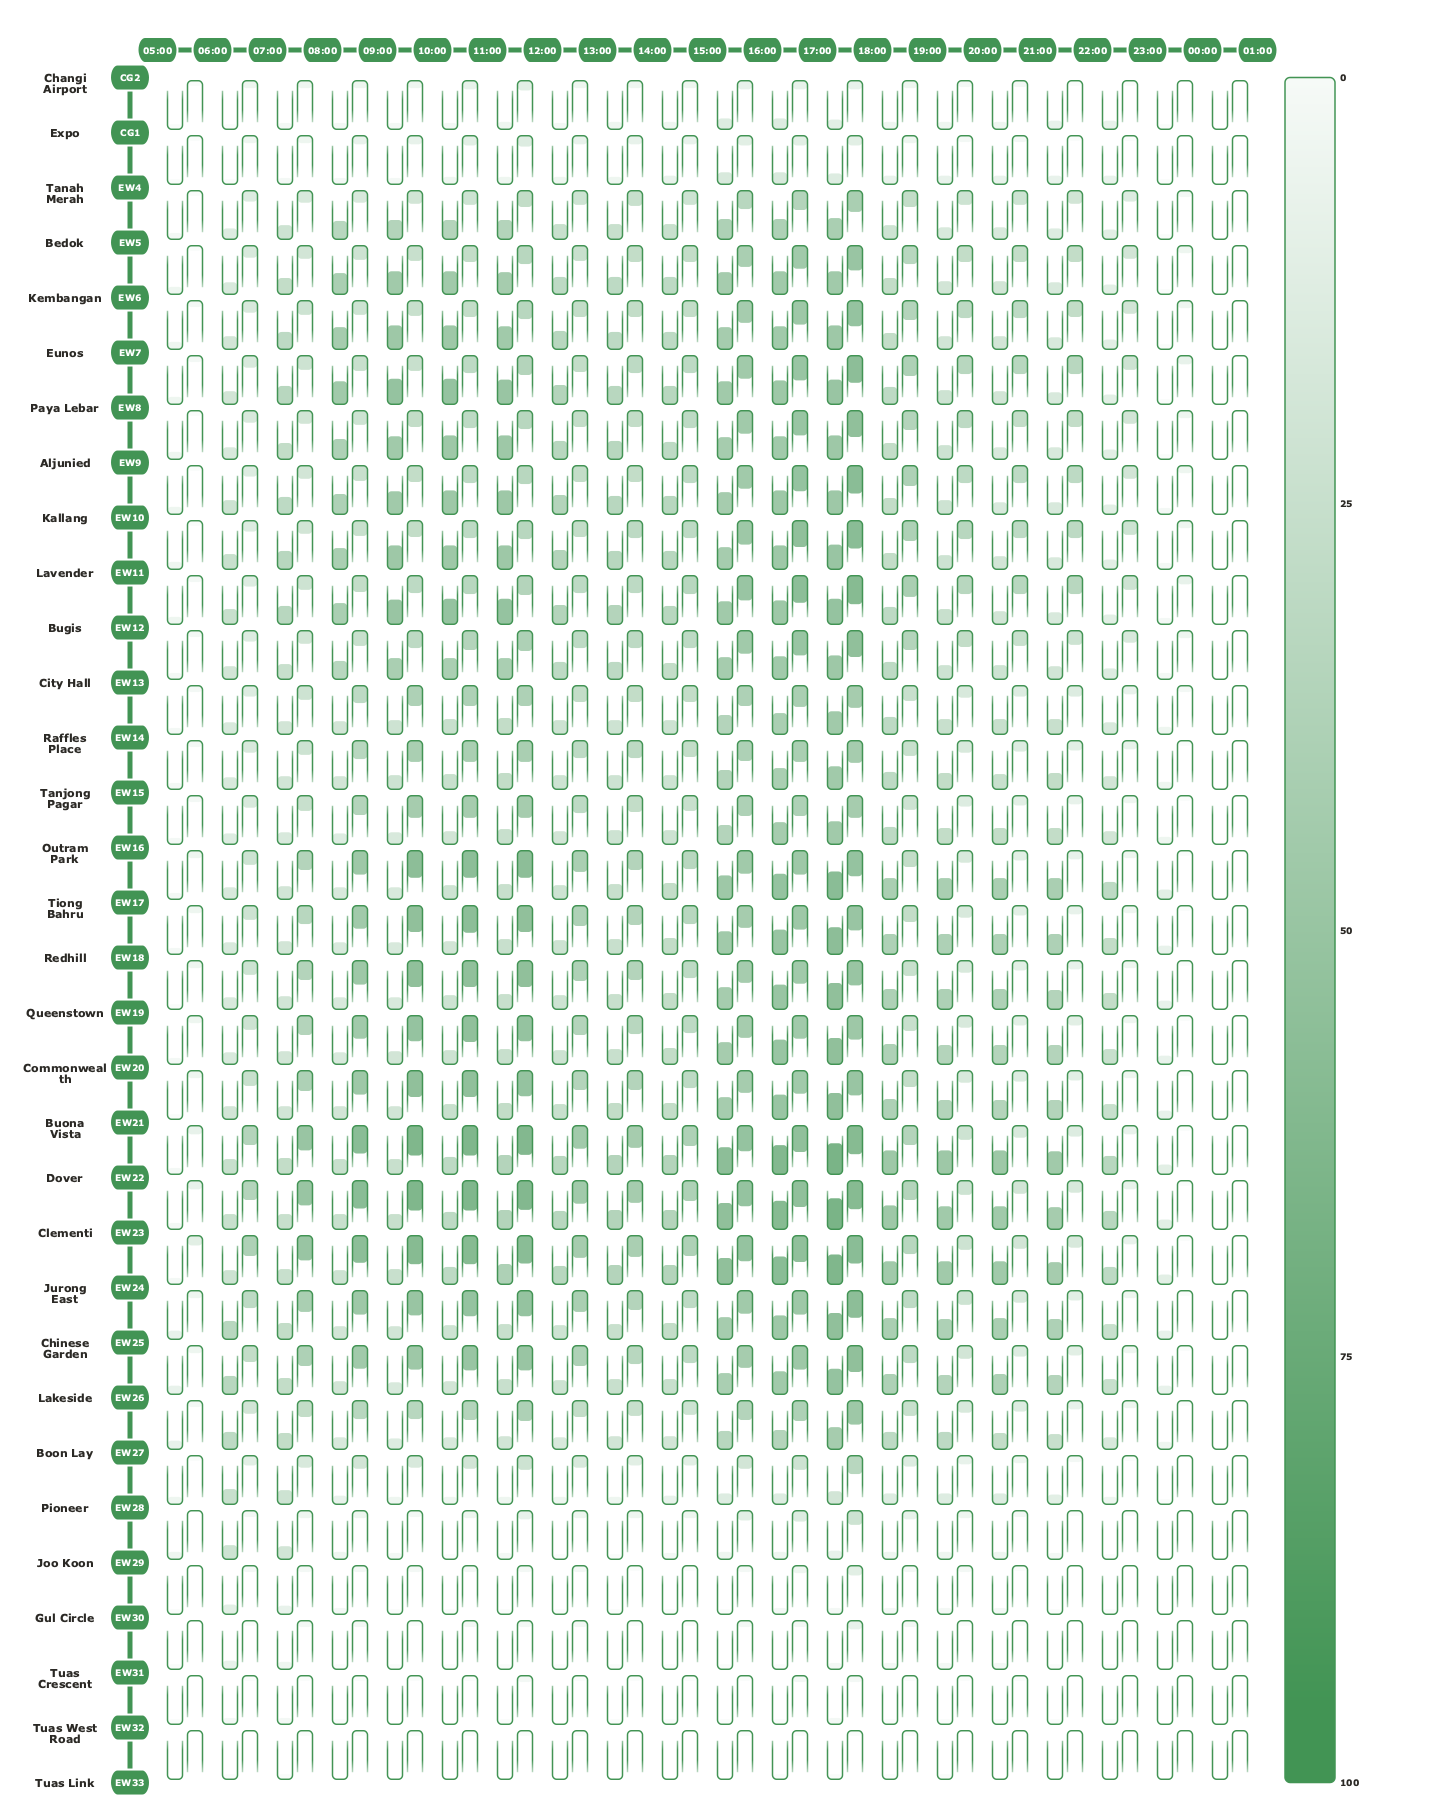 05:00 06:00 07:00 08:00 09:00 10:00 11:00 12:00 13:00 14:00 15:00 16:00 17:00 18:00 19:00 20:00 21:00 22:00 23:00 00:00 01:00
Changi
Airport
CG2
0
Expo CG1
Tanah
Merah
EW4
Bedok EW5
Kembangan EW6
Eunos EW7
Paya Lebar EW8
Aljunied EW9
25
Kallang EW10
Lavender EW11
Bugis EW12
City Hall EW13
Raffles
Place
EW14
Tanjong
Pagar
EW15
Outram
Park
EW16
Tiong
Bahru
EW17
50
Redhill EW18
Queenstown EW19
Commonweal
th
EW20
Buona
Vista
EW21
Dover EW22
Clementi EW23
Jurong
East
EW24
Chinese
Garden
EW25
75
Lakeside EW26
Boon Lay EW27
Pioneer EW28
Joo Koon EW29
Gul Circle EW30
Tuas
Crescent
EW31
Tuas West
Road
EW32
Tuas Link EW33
100